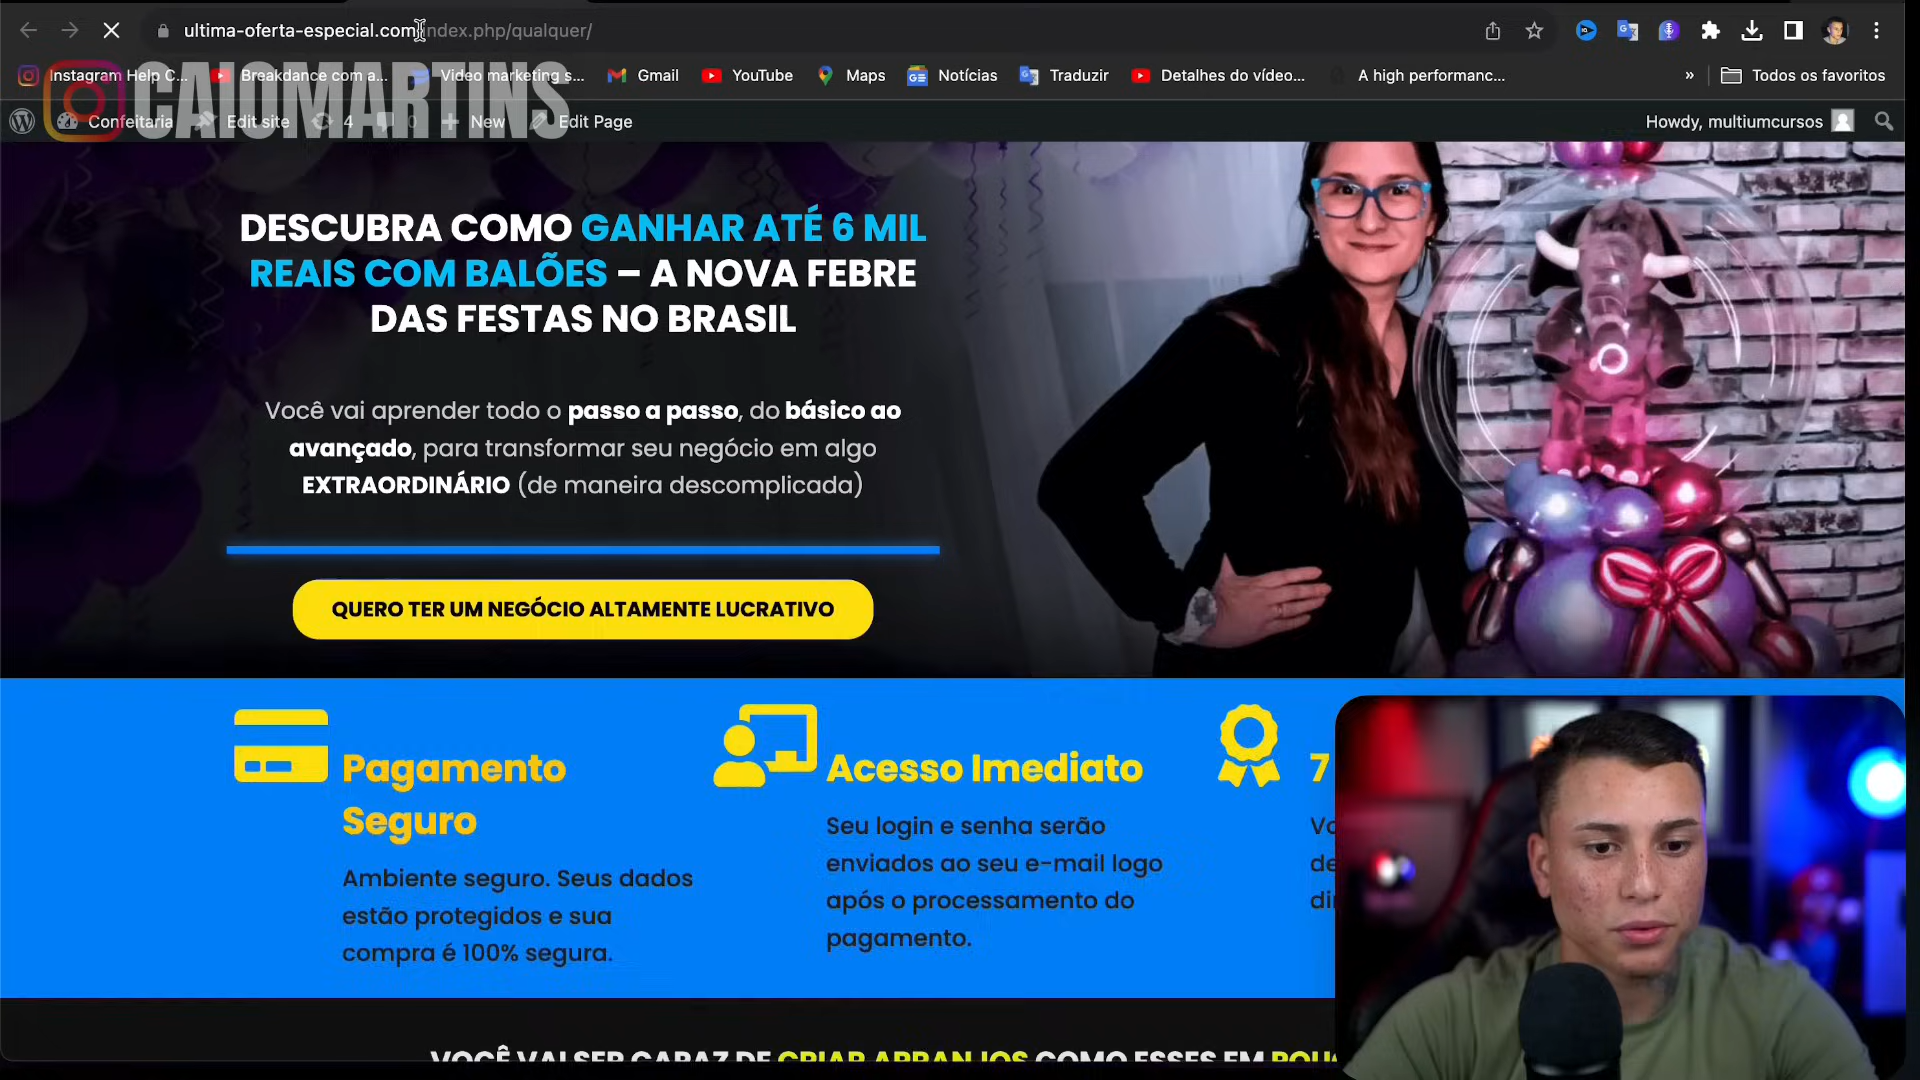 ultima-oferta-especial.com/index.php/qualquer/
Instagram Help C... Breakdance com a... Video marketing s... Gmail YouTube Maps Notícias Traduzir Detalhes do vídeo... A high performanc... » Todos os favoritos
CAIOMARTINS
Confeitaria Edit site 4 0 New Edit Page Howdy, multiumcursos
DESCUBRA COMO GANHAR ATÉ 6 MIL
REAIS COM BALÕES – A NOVA FEBRE
DAS FESTAS NO BRASIL
Você vai aprender todo o passo a passo, do básico ao
avançado, para transformar seu negócio em algo
EXTRAORDINÁRIO (de maneira descomplicada)
QUERO TER UM NEGÓCIO ALTAMENTE LUCRATIVO
Pagamento
Seguro
Ambiente seguro. Seus dados
estão protegidos e sua
compra é 100% segura.
Acesso Imediato
Seu login e senha serão
enviados ao seu e-mail logo
após o processamento do
pagamento.
7
VOCÊ VAI SER CAPAZ DE CRIAR ARRANJOS COMO ESSES EM